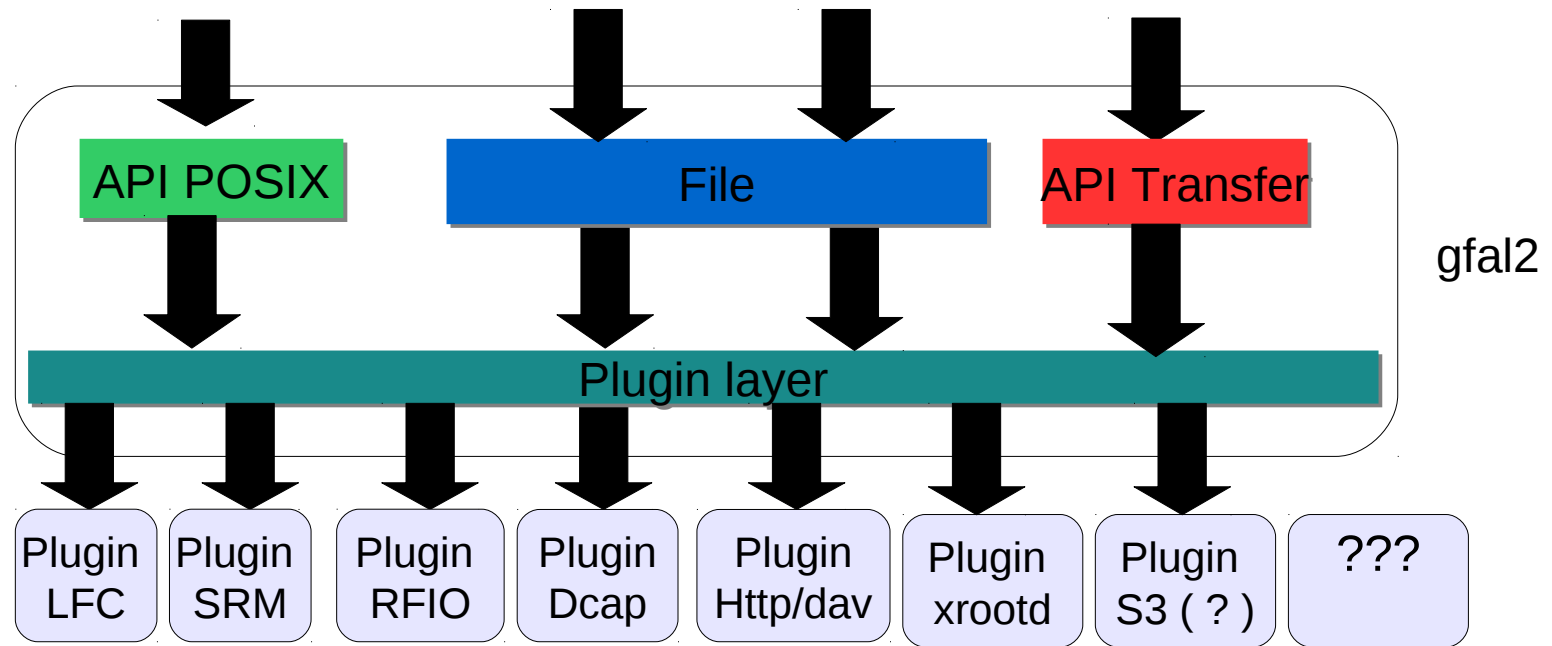 API POSIX
File
API Transfer
gfal2
Plugin layer
Plugin
LFC
Plugin
SRM
Plugin
RFIO
Plugin
Dcap
Plugin
Http/dav
Plugin
xrootd
Plugin
S3 ( ? )
???